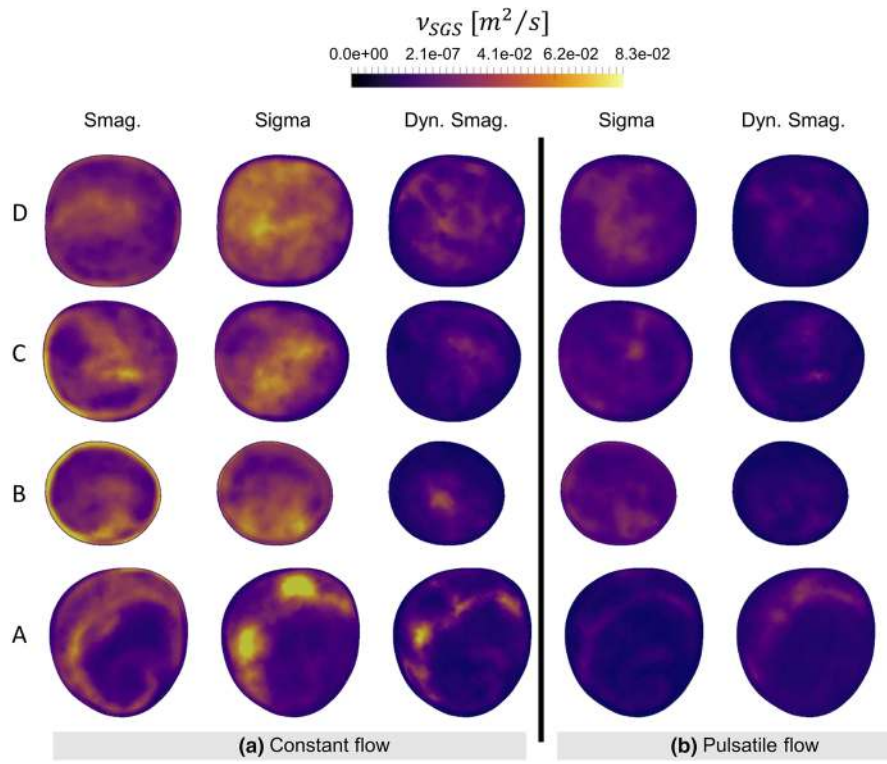 ν_SGS [m²/s]
0.0e+00 2.1e-07 4.1e-02 6.2e-02 8.3e-02
Smag. Sigma Dyn. Smag. Sigma Dyn. Smag.
D
C
B
A
(a) Constant flow (b) Pulsatile flow